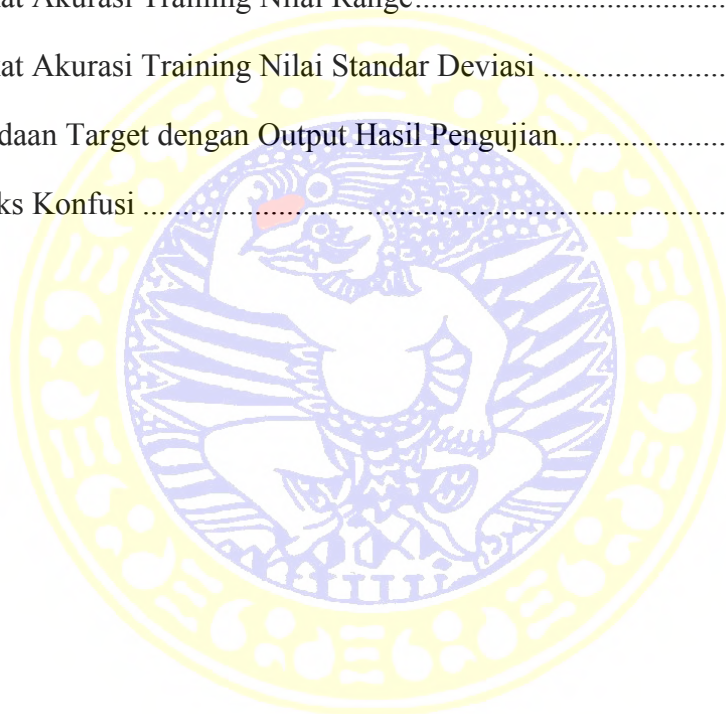 at Akurasi Training Nilai Range..............................
at Akurasi Training Nilai Standar Deviasi .......................
daan Target dengan Output Hasil Pengujian.....................
ks Konfusi .........................................................................